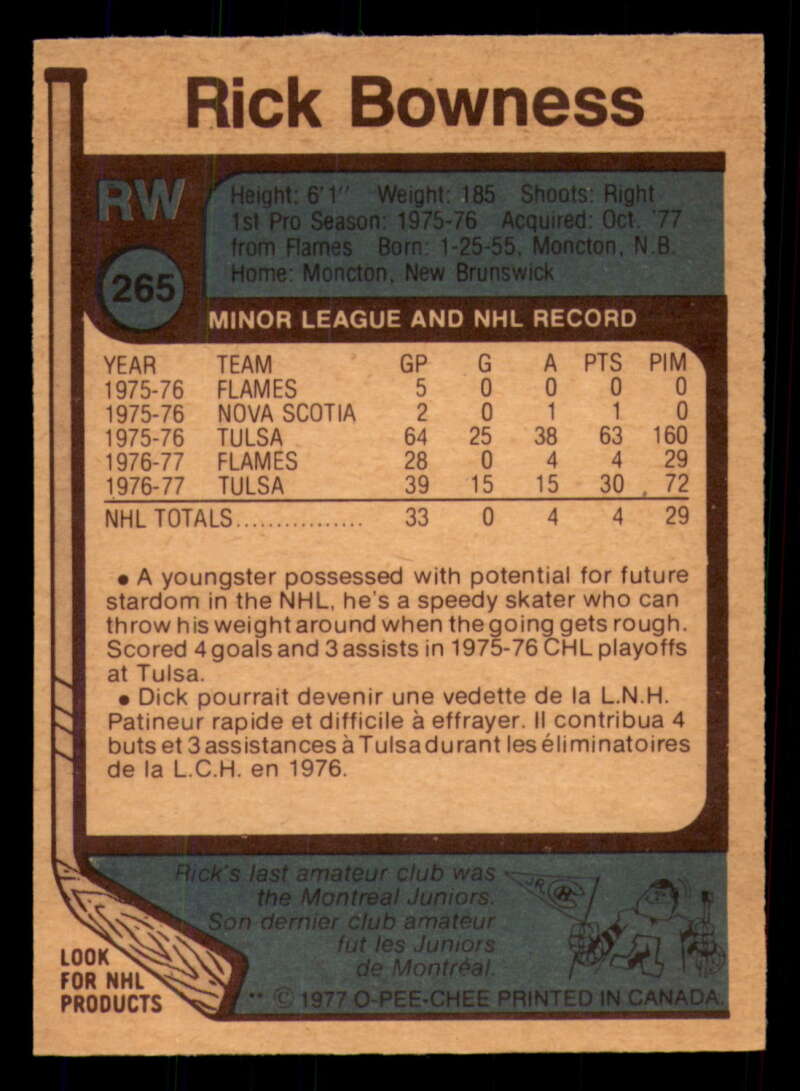 Rick Bowness
RW
265
Height: 6'1" Weight: 185 Shoots: Right
1st Pro Season: 1975-76 Acquired: Oct. '77
from Flames Born: 1-25-55, Moncton, N.B.
Home: Moncton, New Brunswick
MINOR LEAGUE AND NHL RECORD
YEAR TEAM GP G A PTS PIM
1975-76 FLAMES 5 0 0 0 0
1975-76 NOVA SCOTIA 2 0 1 1 0
1975-76 TULSA 64 25 38 63 160
1976-77 FLAMES 28 0 4 4 29
1976-77 TULSA 39 15 15 30 72
NHL TOTALS................ 33 0 4 4 29
• A youngster possessed with potential for future
stardom in the NHL, he's a speedy skater who can
throw his weight around when the going gets rough.
Scored 4 goals and 3 assists in 1975-76 CHL playoffs
at Tulsa.
• Dick pourrait devenir une vedette de la L.N.H.
Patineur rapide et difficile à effrayer. Il contribua 4
buts et 3 assistances à Tulsa durant les éliminatoires
de la L.C.H. en 1976.
Rick's last amateur club was
the Montreal Juniors.
Son dernier club amateur
fut les Juniors
de Montréal.
JR
LOOK
FOR NHL
PRODUCTS
** © 1977 O-PEE-CHEE PRINTED IN CANADA.